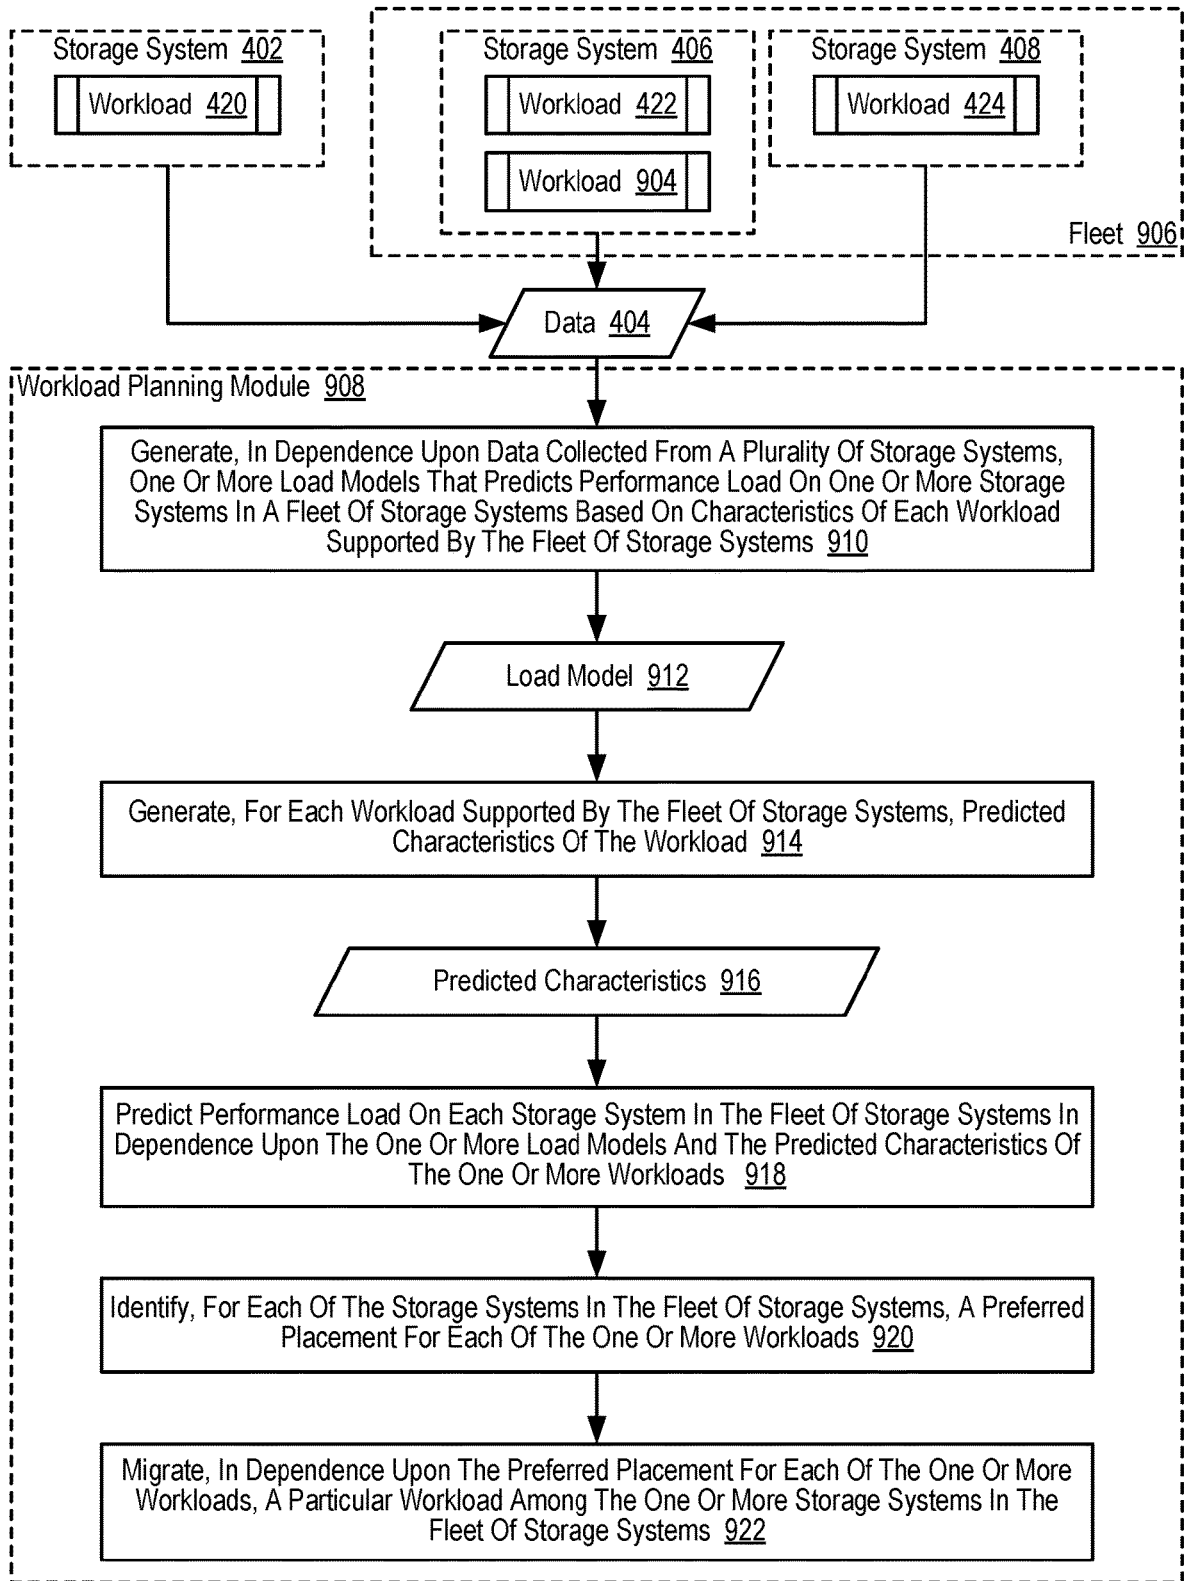 Storage System 402
Workload 420
Storage System 406
Workload 422
Workload 904
Storage System 408
Workload 424
Fleet 906
Data 404
Workload Planning Module 908
Generate, In Dependence Upon Data Collected From A Plurality Of Storage Systems,
One Or More Load Models That Predicts Performance Load On One Or More Storage
Systems In A Fleet Of Storage Systems Based On Characteristics Of Each Workload
Supported By The Fleet Of Storage Systems 910
Load Model 912
Generate, For Each Workload Supported By The Fleet Of Storage Systems, Predicted
Characteristics Of The Workload 914
Predicted Characteristics 916
Predict Performance Load On Each Storage System In The Fleet Of Storage Systems In
Dependence Upon The One Or More Load Models And The Predicted Characteristics Of
The One Or More Workloads 918
Identify, For Each Of The Storage Systems In The Fleet Of Storage Systems, A Preferred
Placement For Each Of The One Or More Workloads 920
Migrate, In Dependence Upon The Preferred Placement For Each Of The One Or More
Workloads, A Particular Workload Among The One Or More Storage Systems In The
Fleet Of Storage Systems 922